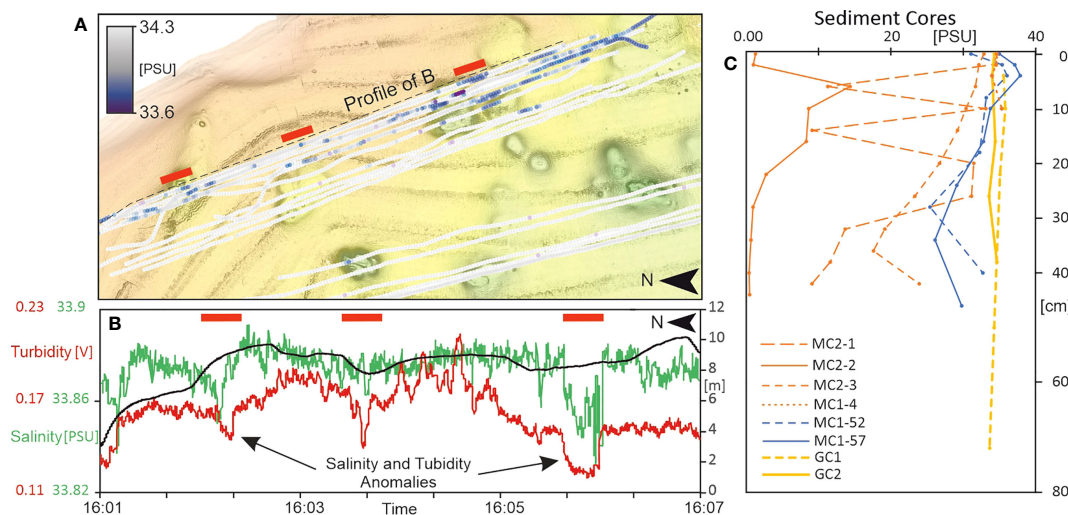 A
34.3
[PSU]
33.6
Profile of B
N
B
N
0.23 33.9
Turbidity [V]
0.17 33.86
Salinity[PSU]
0.11 33.82
12
10
8
[m]
6
4
2
0
Salinity and Tubidity
Anomalies
16:01 16:03 Time 16:05 16:07
Sediment Cores
0.00 20 [PSU] 40
C
0
10
20
30
40
[cm]
60
80
MC2-1
MC2-2
MC2-3
MC1-4
MC1-52
MC1-57
GC1
GC2